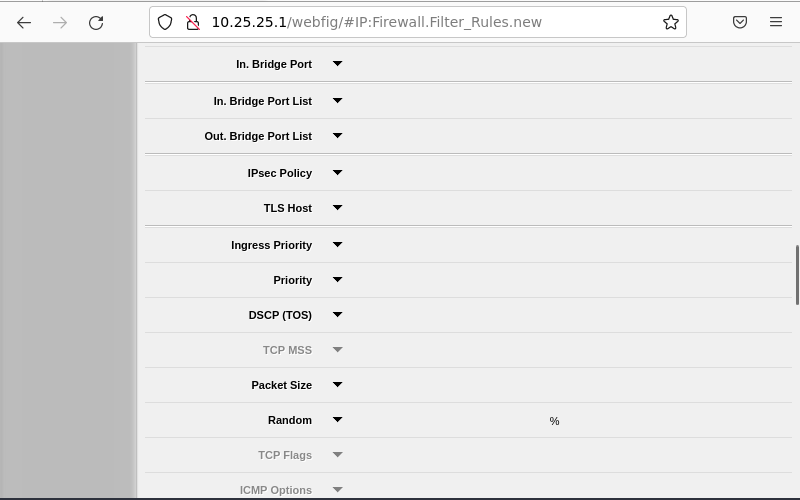 10.25.25.1/webfig/#IP:Firewall.Filter_Rules.new
In. Bridge Port
In. Bridge Port List
Out. Bridge Port List
IPsec Policy
TLS Host
Ingress Priority
Priority
DSCP (TOS)
TCP MSS
Packet Size
Random %
TCP Flags
ICMP Options